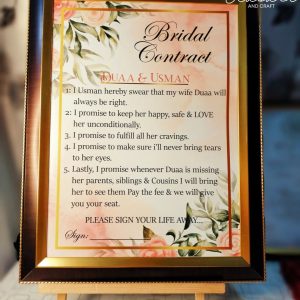 AND CRAFT
Bridal
Contract
DUAA & USMAN
1: I Usman hereby swear that my wife Duaa will
always be right.
2: I promise to keep her happy, safe & LOVE
her unconditionally.
3: I promise to fulfill all her cravings.
4: I promise to make sure i'll never bring tears
to her eyes.
5: Lastly, I promise whenever Duaa is missing
her parents, siblings & Cousins I will bring
her to see them Pay the fee & we will give
you your seat.
PLEASE SIGN YOUR LIFE AWAY...
Sign: